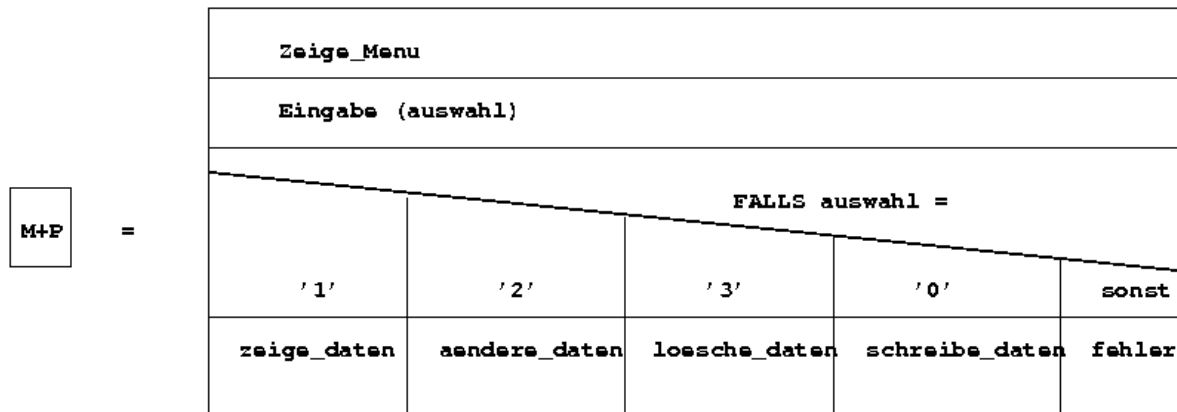 Zeige_Menu
Eingabe (auswahl)
FALLS auswahl =
M+P =
'1' '2' '3' '0' sonst
zeige_daten aendere_daten loesche_daten schreibe_daten fehler